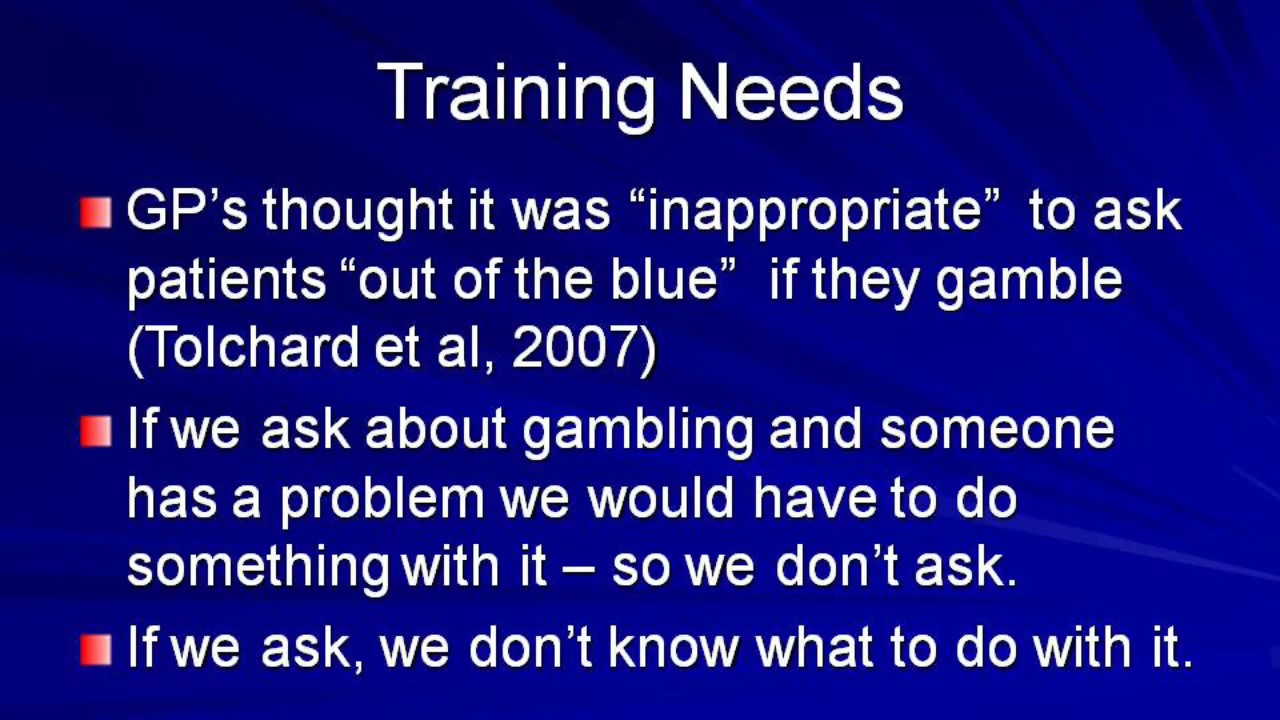 Training Needs
GP’s thought it was “inappropriate” to ask
patients “out of the blue” if they gamble
(Tolchard et al, 2007)
If we ask about gambling and someone
has a problem we would have to do
something with it – so we don’t ask.
If we ask, we don’t know what to do with it.